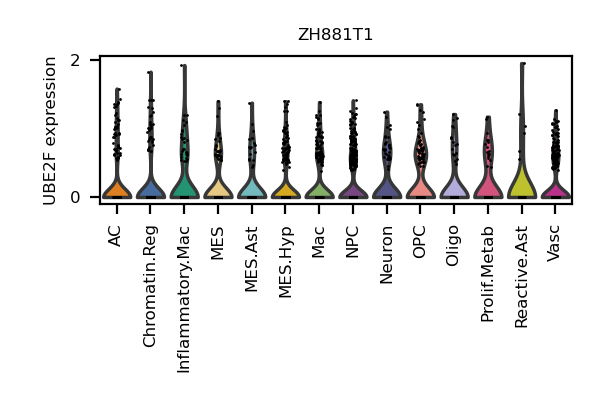 ZH881T1
UBE2F expression
2
0
AC
Chromatin.Reg
Inflammatory.Mac
MES
MES.Ast
MES.Hyp
Mac
NPC
Neuron
OPC
Oligo
Prolif.Metab
Reactive.Ast
Vasc